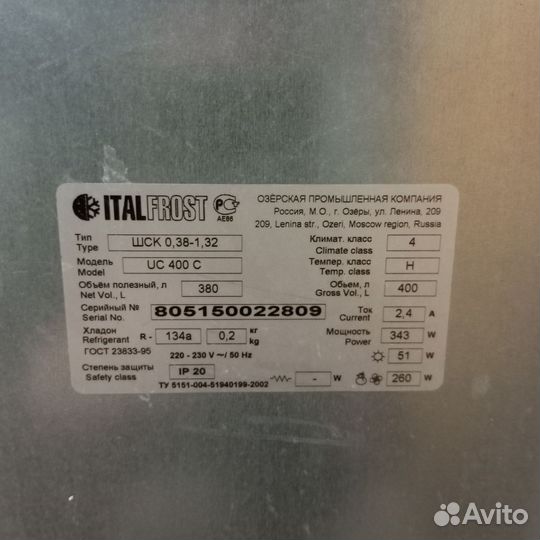 ITALFROST PC AE86 ОЗЁРСКАЯ ПРОМЫШЛЕННАЯ КОМПАНИЯ
Россия, М.О., г. Озёры, ул. Ленина, 209
209, Lenina str., Ozeri, Moscow region, Russia
Тип ШСК 0,38-1,32 Климат. класс 4
Type Climate class
Модель UC 400 C Темпер. класс H
Model Temp. class
Объём полезный, л 380 Объем, л 400
Net Vol., L Gross Vol., L
Серийный № 805150022809 Ток 2,4 A
Serial No. Current
Хладон R - 134a 0,2 кг Мощность 343 W
Refrigerant kg Power
ГОСТ 23833-95 220 - 230 V ~/ 50 Hz 51 W
Степень защиты IP 20 - W 260 W
Safety class
ТУ 5151-004-51940199-2002
Avito